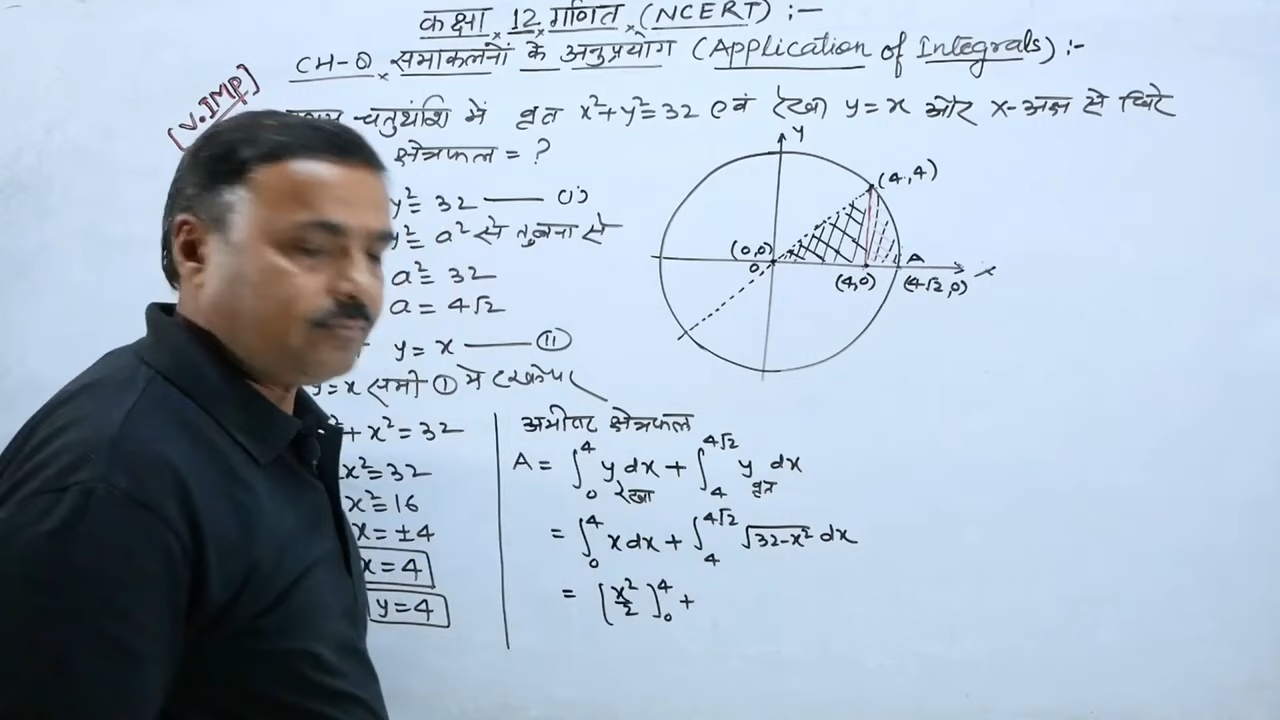 कक्षा 12 गणित (NCERT) :-
CH-8 समाकलनों के अनुप्रयोग (Application of Integrals) :-
[V.IMP]
चतुर्थांश में वृत्त x²+y²=32 एवं रेखा y=x और x-अक्ष से घिरे
क्षेत्रफल = ?
y²= 32 —— (i)
y²= a² से तुलना से
a²= 32
a = 4√2
y = x —— (II)
y=x समी (I) में रखने पर
+x²=32
x²=32
x²=16
x=±4
x=4
y=4
Y
(4,4)
(0,0)
O
A
x
(4,0)
(4√2,0)
अभीष्ट क्षेत्रफल
A = ∫₀⁴ y dx + ∫₄^{4√2} y dx
रेखा वृत्त
= ∫₀⁴ x dx + ∫₄^{4√2} √(32-x²) dx
= [x²/2]₀⁴ +